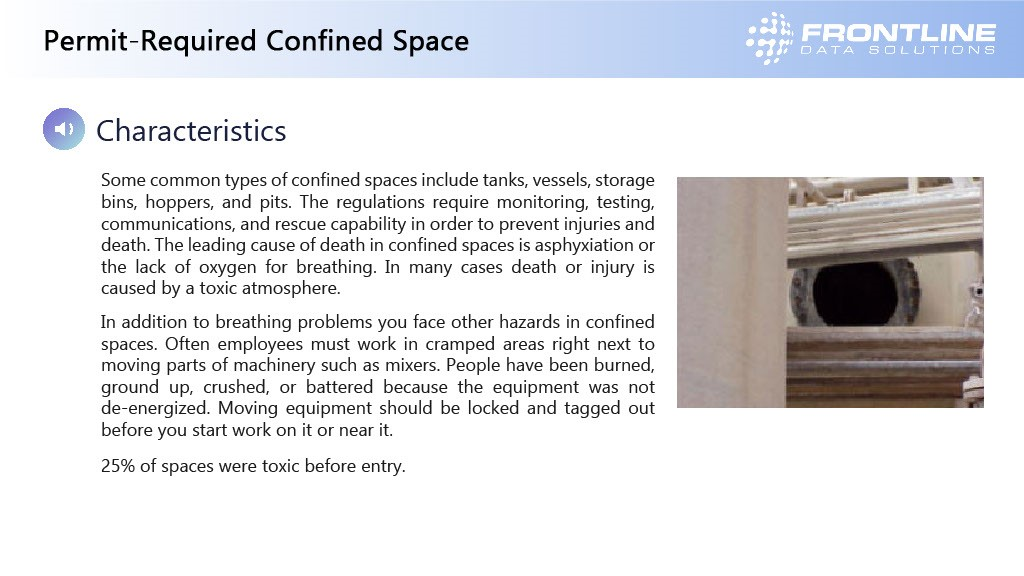 Permit-Required Confined Space
FRONTLINE
DATA SOLUTIONS
Characteristics
Some common types of confined spaces include tanks, vessels, storage
bins, hoppers, and pits. The regulations require monitoring, testing,
communications, and rescue capability in order to prevent injuries and
death. The leading cause of death in confined spaces is asphyxiation or
the lack of oxygen for breathing. In many cases death or injury is
caused by a toxic atmosphere.
In addition to breathing problems you face other hazards in confined
spaces. Often employees must work in cramped areas right next to
moving parts of machinery such as mixers. People have been burned,
ground up, crushed, or battered because the equipment was not
de-energized. Moving equipment should be locked and tagged out
before you start work on it or near it.
25% of spaces were toxic before entry.